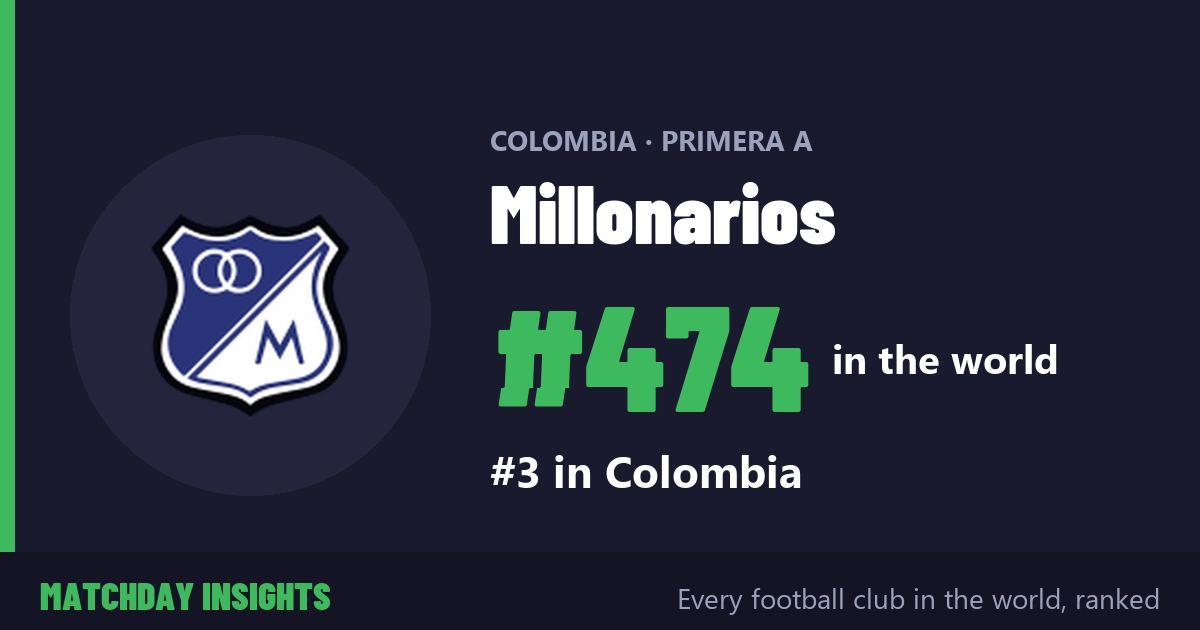 COLOMBIA · PRIMERA A
Millonarios
M
#474 in the world
#3 in Colombia
MATCHDAY INSIGHTS
Every football club in the world, ranked